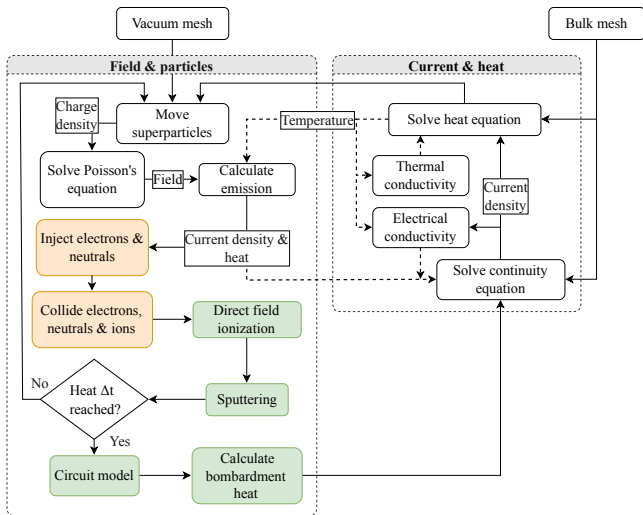 Vacuum mesh
Bulk mesh
Field & particles
Current & heat
Charge
density
Move
superparticles
Temperature
Solve heat equation
Solve Poisson's
equation
Field
Calculate
emission
Thermal
conductivity
Current
density
Inject electrons &
neutrals
Current density &
heat
Electrical
conductivity
Solve continuity
equation
Collide electrons,
neutrals & ions
Direct field
ionization
No
Heat Δt
reached?
Sputtering
Yes
Circuit model
Calculate
bombardment
heat